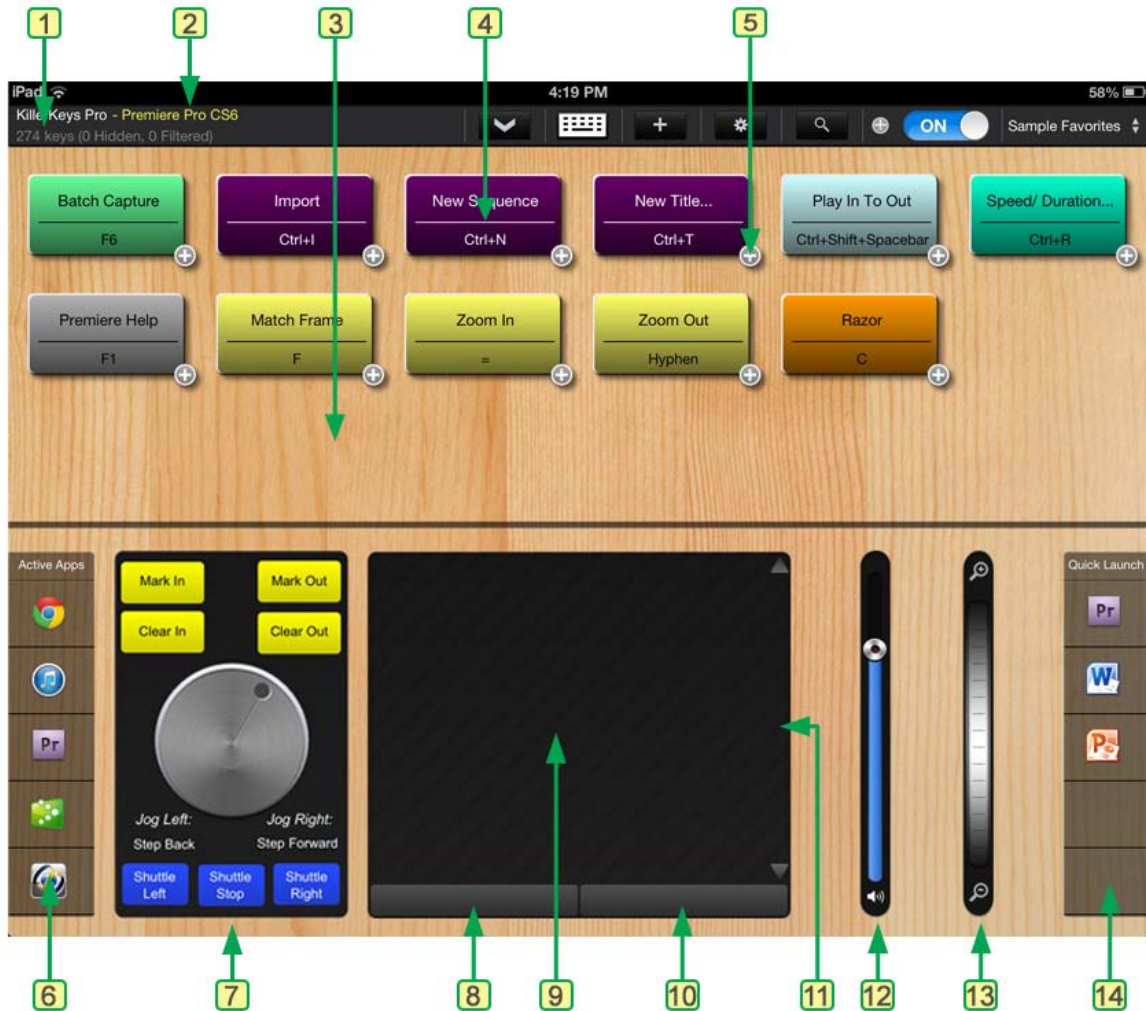 1 2 3 4 5
iPad 4:19 PM 58%
KillerKeys Pro - Premiere Pro CS6
274 keys (0 Hidden, 0 Filtered)
ON Sample Favorites
Batch Capture Import New Sequence New Title... Play In To Out Speed/ Duration...
F6 Ctrl+I Ctrl+N Ctrl+T Ctrl+Shift+Spacebar Ctrl+R
Premiere Help Match Frame Zoom In Zoom Out Razor
F1 F = Hyphen C
Active Apps
Mark In Mark Out
Clear In Clear Out
Jog Left: Jog Right:
Step Back Step Forward
Shuttle Left Shuttle Stop Shuttle Right
Pr
Quick Launch
Pr
W
P
6 7 8 9 10 11 12 13 14